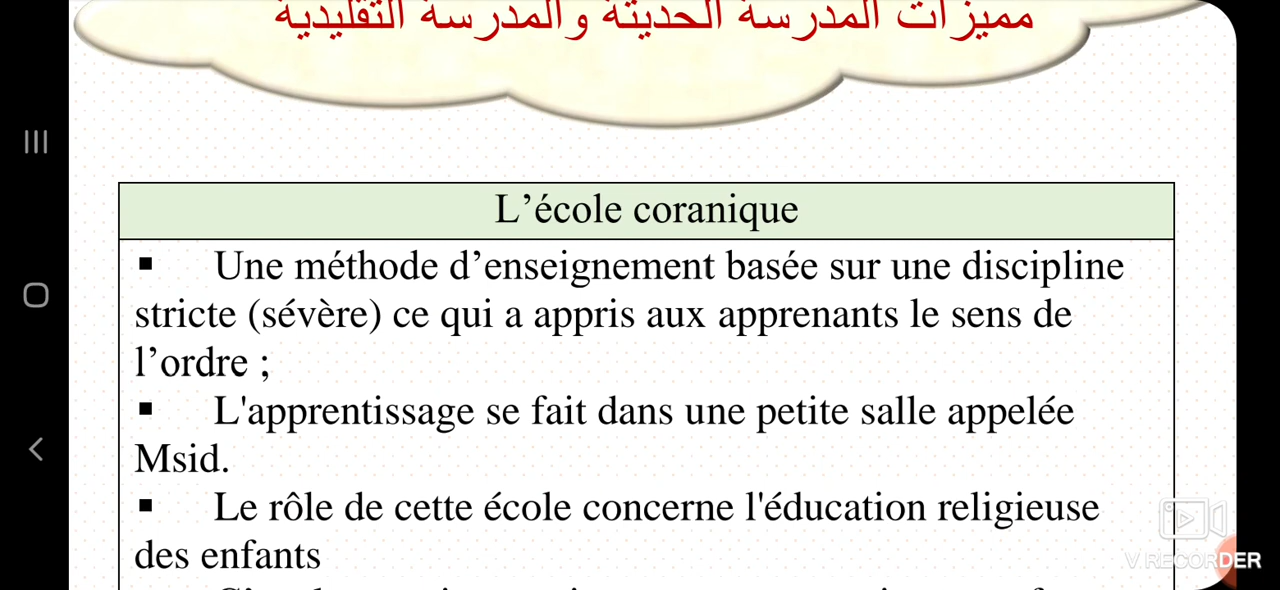 مميزات المدرسة الحديثة والمدرسة التقليدية
L’école coranique
▪ Une méthode d’enseignement basée sur une discipline
stricte (sévère) ce qui a appris aux apprenants le sens de
l’ordre ;
▪ L'apprentissage se fait dans une petite salle appelée
Msid.
▪ Le rôle de cette école concerne l'éducation religieuse
des enfants
V RECORDER